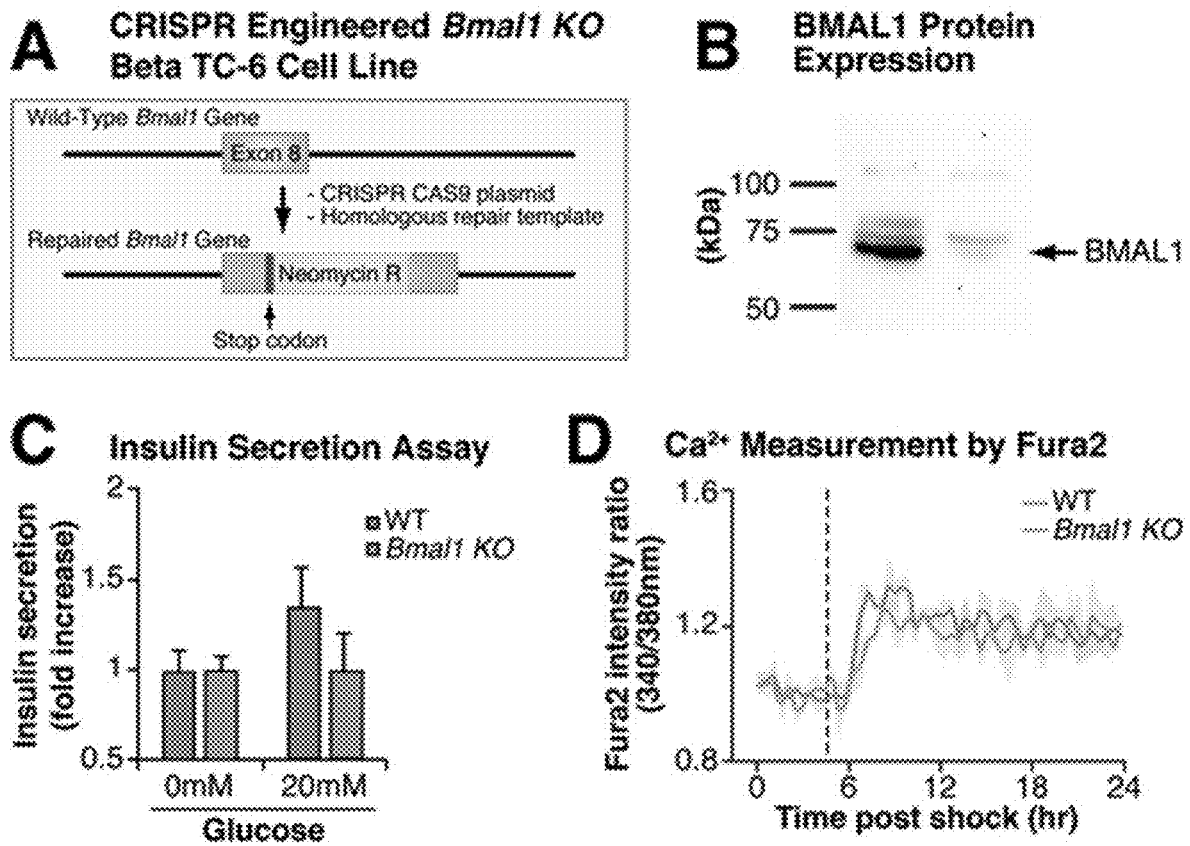 A CRISPR Engineered Bmal1 KO
Beta TC-6 Cell Line
Wild-Type Bmal1 Gene
Exon 8
- CRISPR CAS9 plasmid
- Homologous repair template
Repaired Bmal1 Gene
Neomycin R
Stop codon
B BMAL1 Protein
Expression
(kDa)
100
75
50
BMAL1
C Insulin Secretion Assay
Insulin secretion
(fold increase)
2
1.5
1
0.5
WT
Bmal1 KO
0mM
20mM
Glucose
D Ca²⁺ Measurement by Fura2
Fura2 intensity ratio
(340/380nm)
1.6
1.2
0.8
WT
Bmal1 KO
0
6
12
18
24
Time post shock (hr)